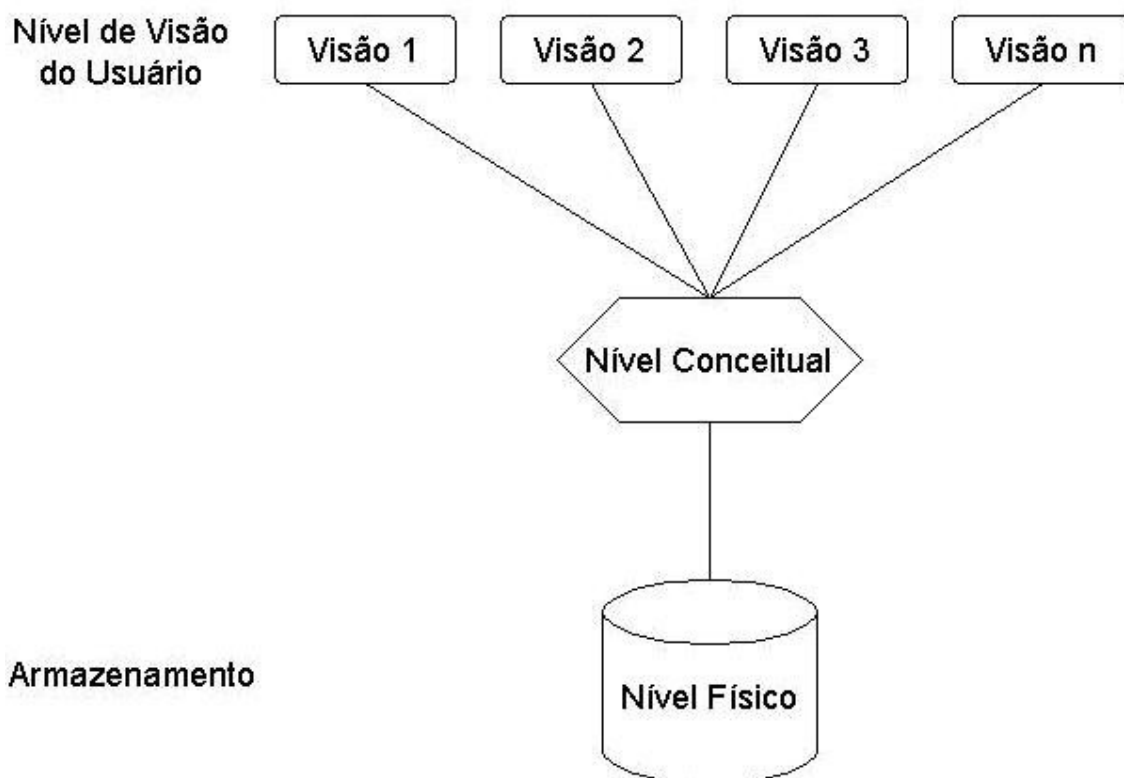 Nível de Visão
do Usuário
Visão 1
Visão 2
Visão 3
Visão n
Nível Conceitual
Armazenamento
Nível Físico